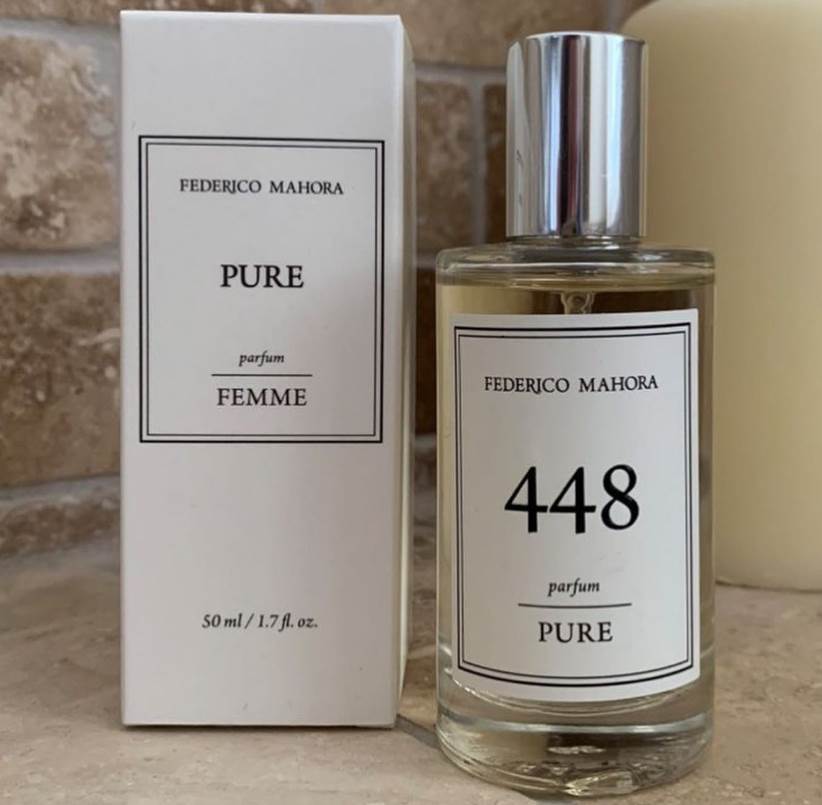 FEDERICO MAHORA
PURE
parfum
FEMME
50 ml / 1.7 fl. oz.
FEDERICO MAHORA
448
parfum
PURE